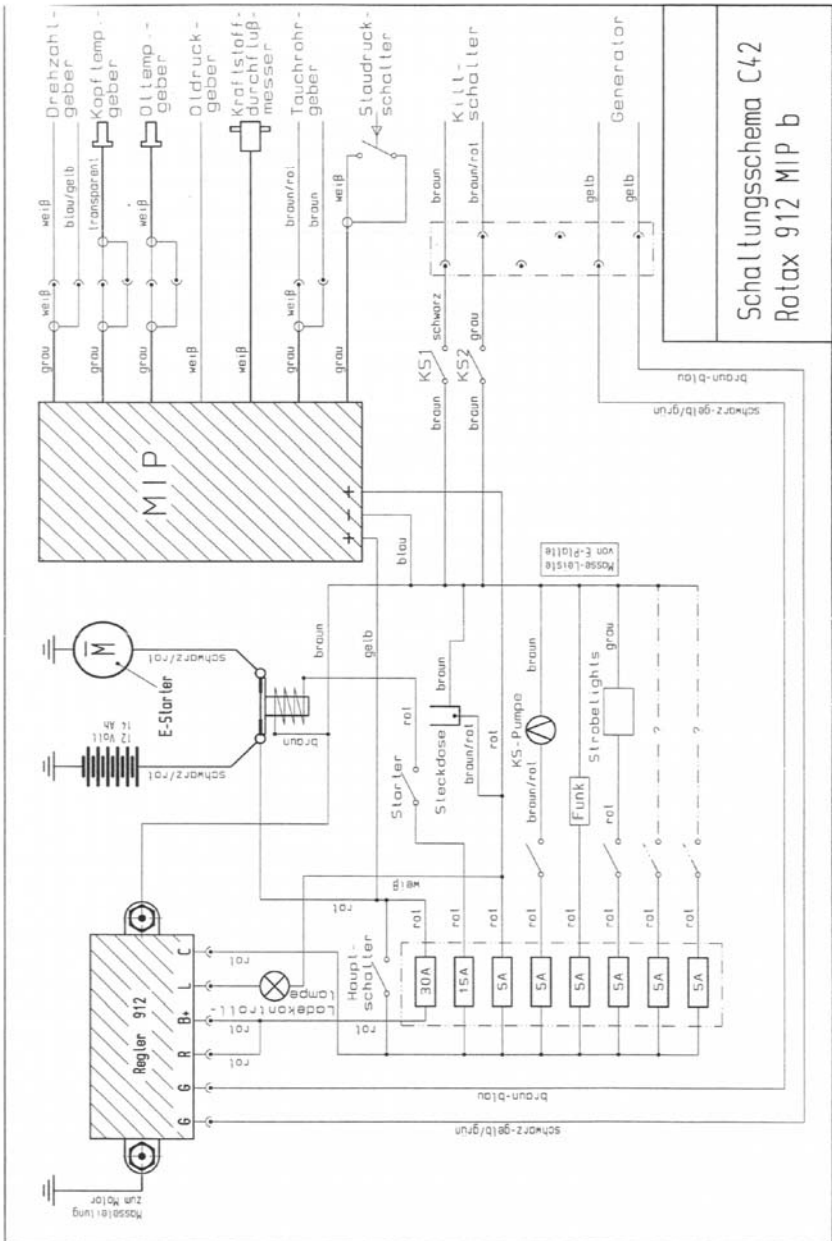 Drehzahl-
geber
Kopftemp.-
geber
Öltemp.-
geber
Öldruck-
geber
Kraftstoff-
durchfluß-
messer
Tauchrohr-
geber
Staudruck-
schalter
Kill-
schalter
Generator
weiß
blau/gelb
transparent
weiß
braun/rot
braun
weiß
braun
braun/rot
gelb
gelb
weiß
weiß
weiß
grau
grau
grau
weiß
weiß
grau
grau
schwarz
grau
KS1
KS2
braun
braun
MIP
+
-
+
blau
braun
gelb
rot
schwarz-gelb/grün
braun-blau
M
E-Starter
schwarz/rot
12 Volt
14 Ah
schwarz/rot
braun
rot
Starter
Steckdose
braun
braun/rot
KS-Pumpe
braun
braun/rot
Funk
Strobelights
grau
rot
Masse-Leiste
von E-Platte
?
?
Regler 912
G
G
R
B+
L
C
rot
rot
rot
rot
rot
weiß
Ladekontroll-
lampe
Haupt-
schalter
rot
rot
rot
rot
rot
rot
rot
rot
30A
15A
5A
5A
5A
5A
5A
5A
braun-blau
schwarz-gelb/grün
Masseleitung
zum Motor
Schaltungsschema C42
Rotax 912 MIP b